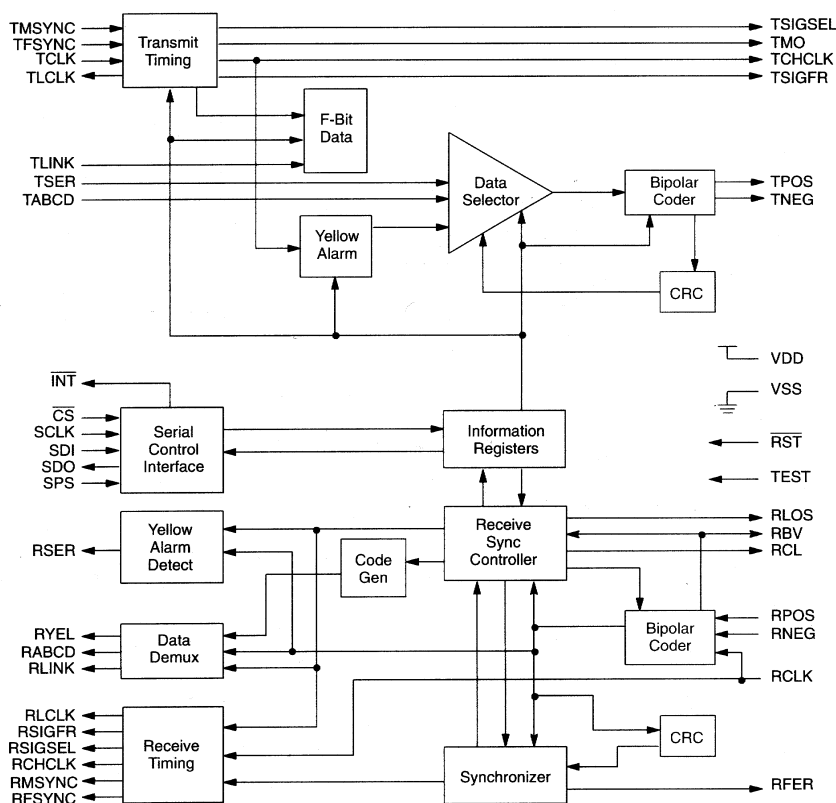 TMSYNC
TFSYNC
TCLK
TLCLK
Transmit
Timing
TSIGSEL
TMO
TCHCLK
TSIGFR
F-Bit
Data
TLINK
TSER
TABCD
Data
Selector
Bipolar
Coder
TPOS
TNEG
Yellow
Alarm
CRC
VDD
VSS
RST
TEST
INT
CS
SCLK
SDI
SDO
SPS
Serial
Control
Interface
Information
Registers
RSER
Yellow
Alarm
Detect
Code
Gen
Receive
Sync
Controller
RLOS
RBV
RCL
RYEL
RABCD
RLINK
Data
Demux
Bipolar
Coder
RPOS
RNEG
RCLK
RLCLK
RSIGFR
RSIGSEL
RCHCLK
RMSYNC
RFSYNC
Receive
Timing
Synchronizer
CRC
RFER